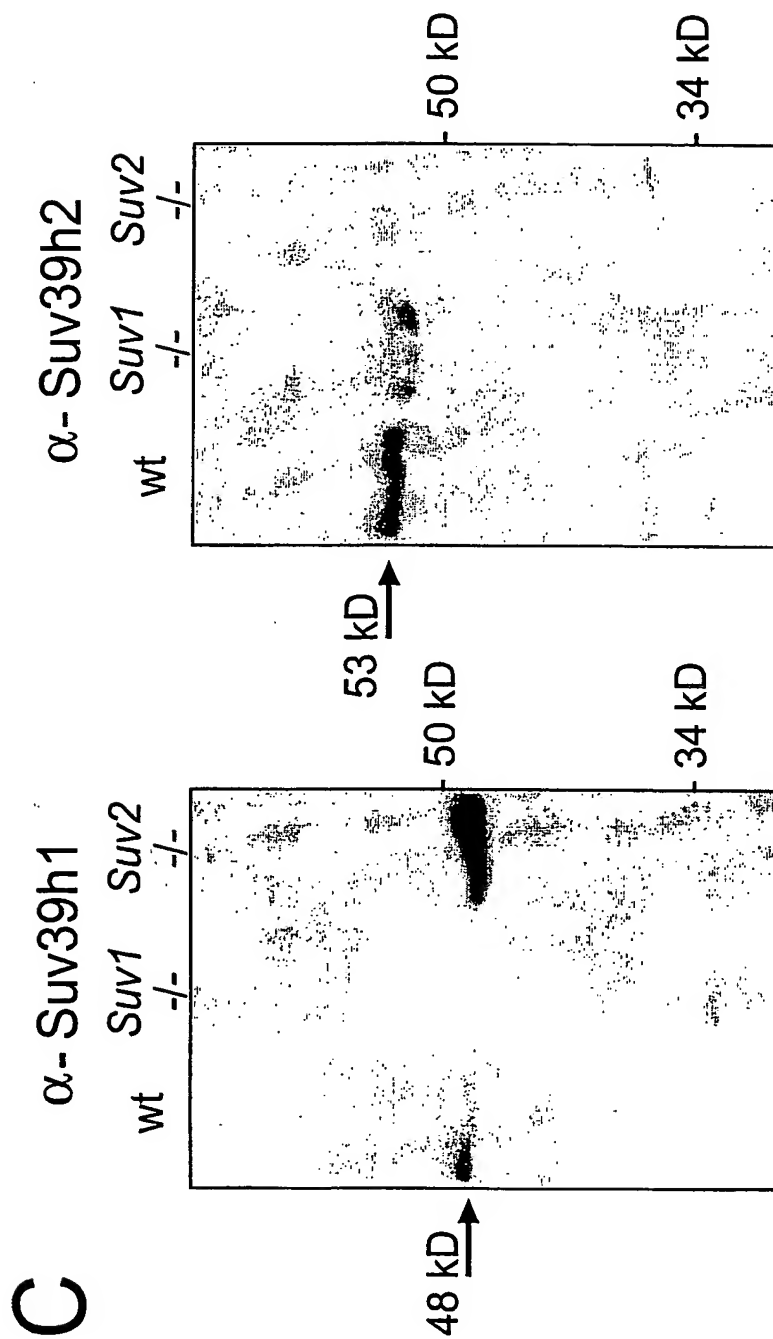 C
α- Suv39h1
wt Suv1 -/- Suv2 -/-
48 kD
50 kD
34 kD
α- Suv39h2
wt Suv1 -/- Suv2 -/-
53 kD
50 kD
34 kD